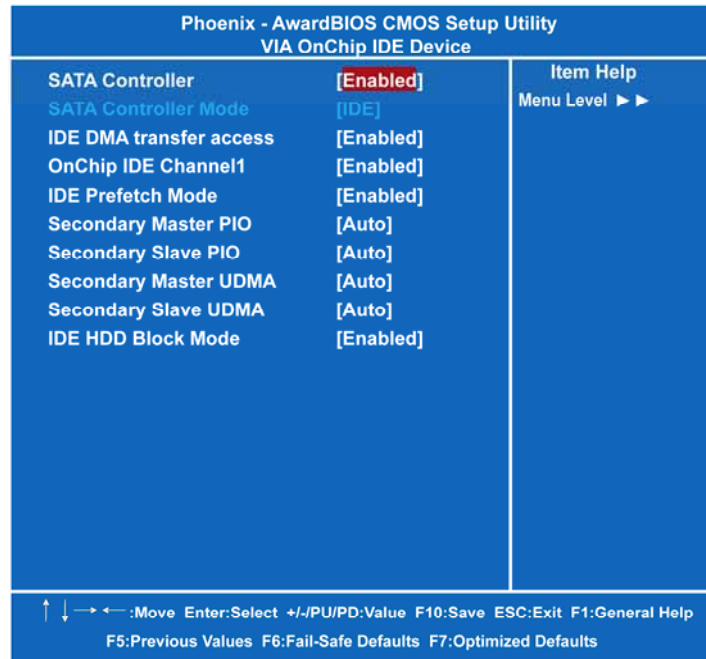 Phoenix - AwardBIOS CMOS Setup Utility
VIA OnChip IDE Device
SATA Controller [Enabled]
SATA Controller Mode [IDE]
IDE DMA transfer access [Enabled]
OnChip IDE Channel1 [Enabled]
IDE Prefetch Mode [Enabled]
Secondary Master PIO [Auto]
Secondary Slave PIO [Auto]
Secondary Master UDMA [Auto]
Secondary Slave UDMA [Auto]
IDE HDD Block Mode [Enabled]
Item Help
Menu Level ►►
↑ ↓ → ← :Move Enter:Select +/-/PU/PD:Value F10:Save ESC:Exit F1:General Help
F5:Previous Values F6:Fail-Safe Defaults F7:Optimized Defaults